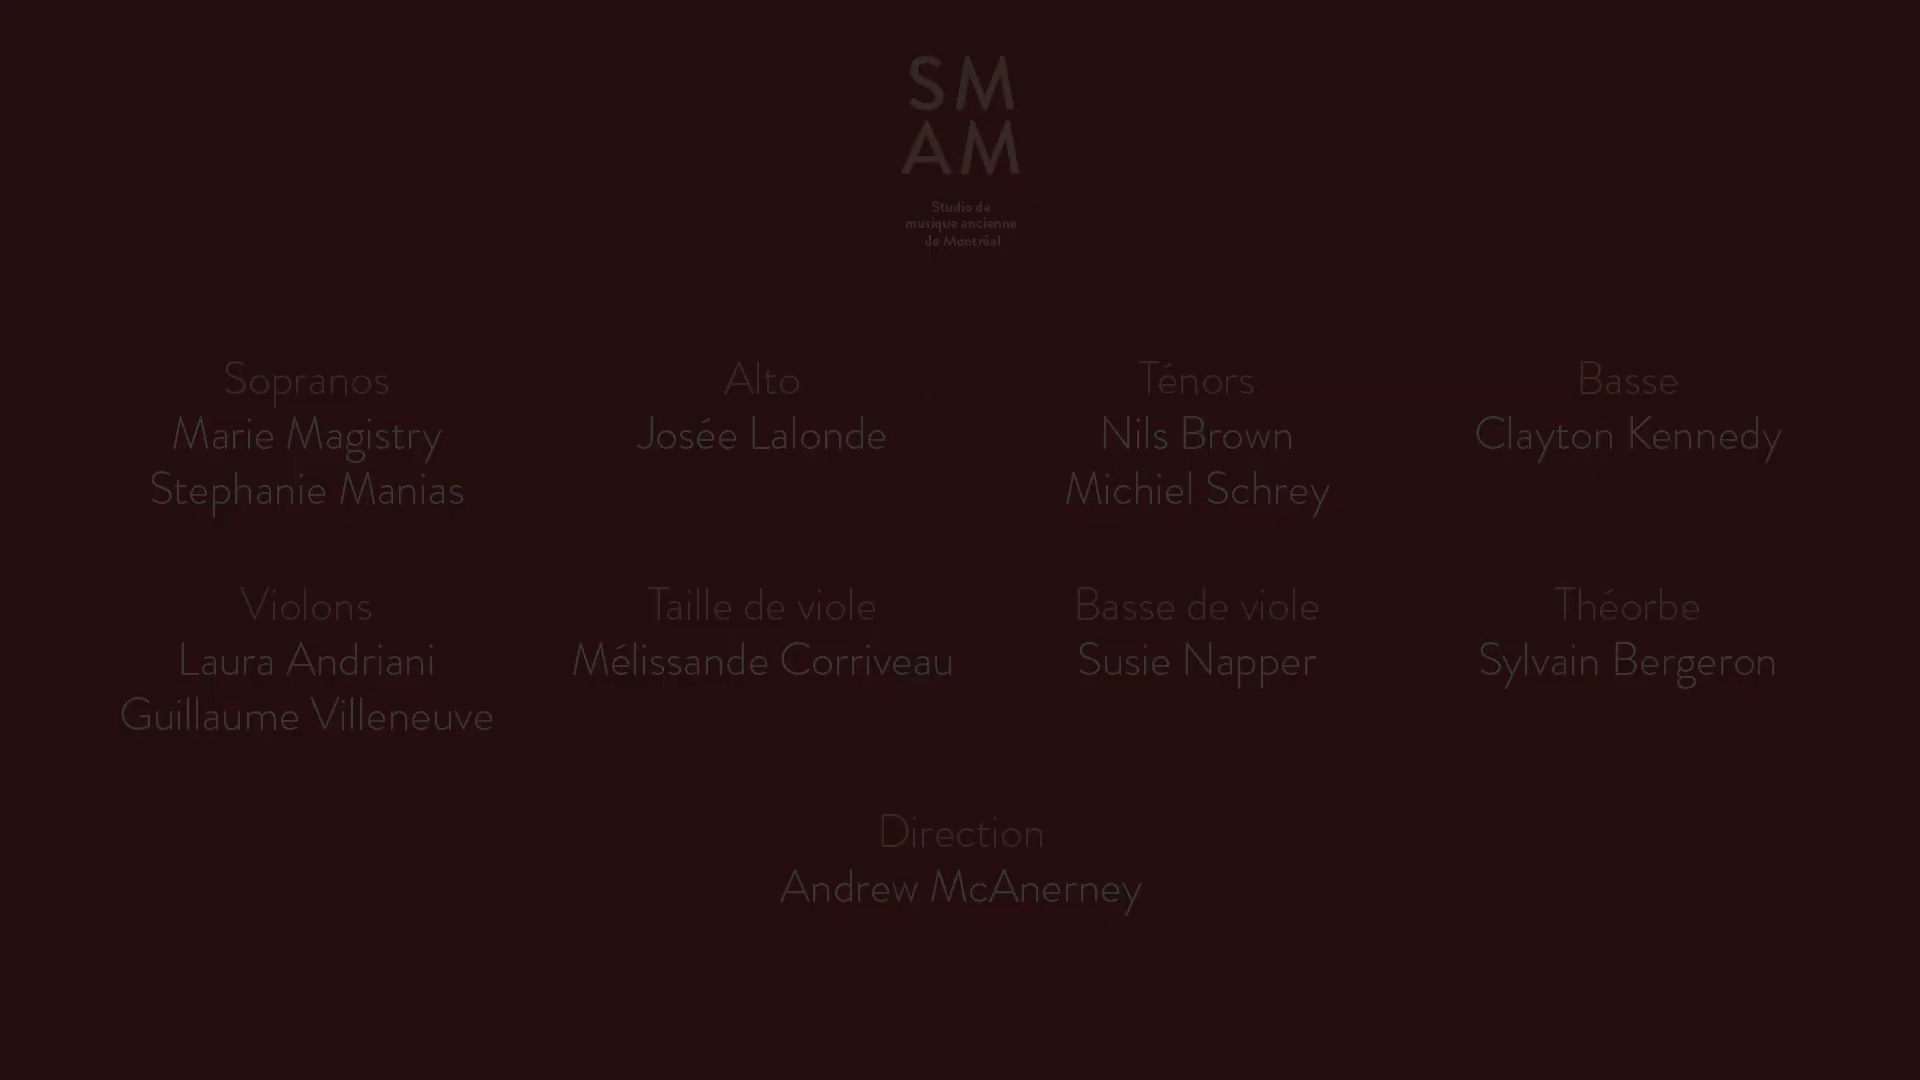 SM
AM
Studio de
musique ancienne
de Montréal
Sopranos
Marie Magistry
Stephanie Manias
Alto
Josée Lalonde
Ténors
Nils Brown
Michiel Schrey
Basse
Clayton Kennedy
Violons
Laura Andriani
Guillaume Villeneuve
Taille de viole
Mélissande Corriveau
Basse de viole
Susie Napper
Théorbe
Sylvain Bergeron
Direction
Andrew McAnerney